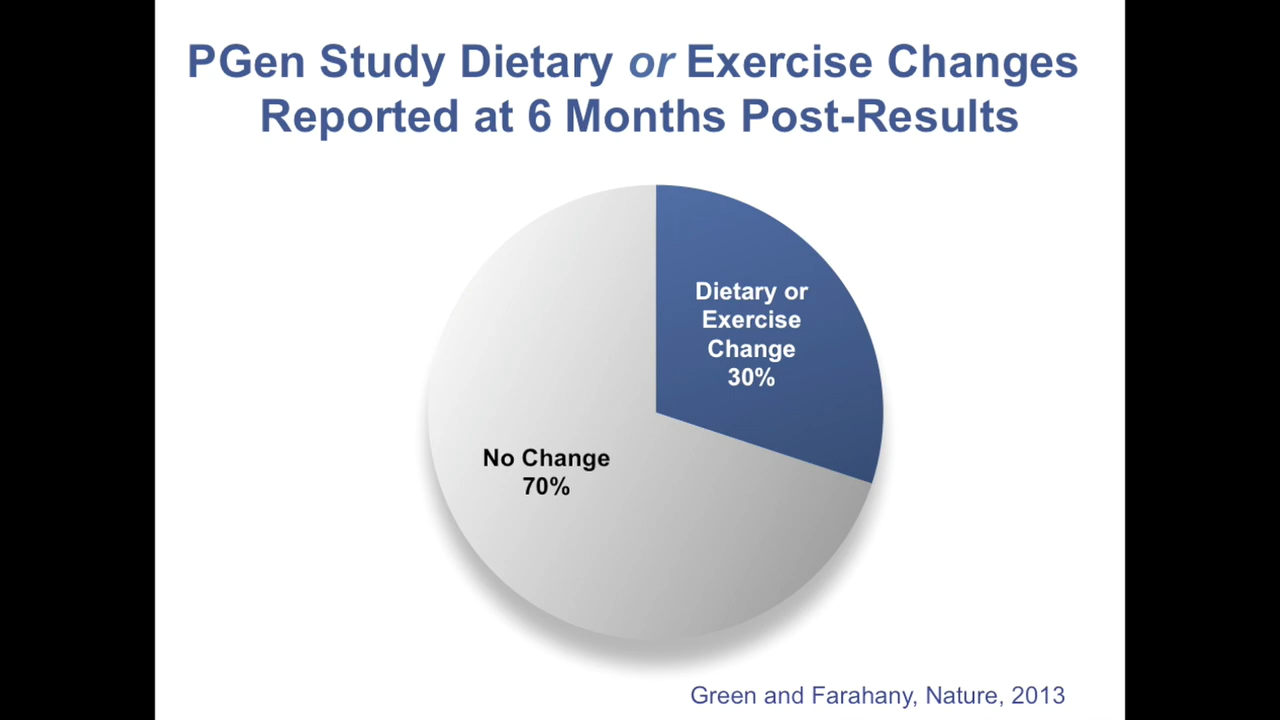 PGen Study Dietary or Exercise Changes
Reported at 6 Months Post-Results
Dietary or
Exercise
Change
30%
No Change
70%
Green and Farahany, Nature, 2013